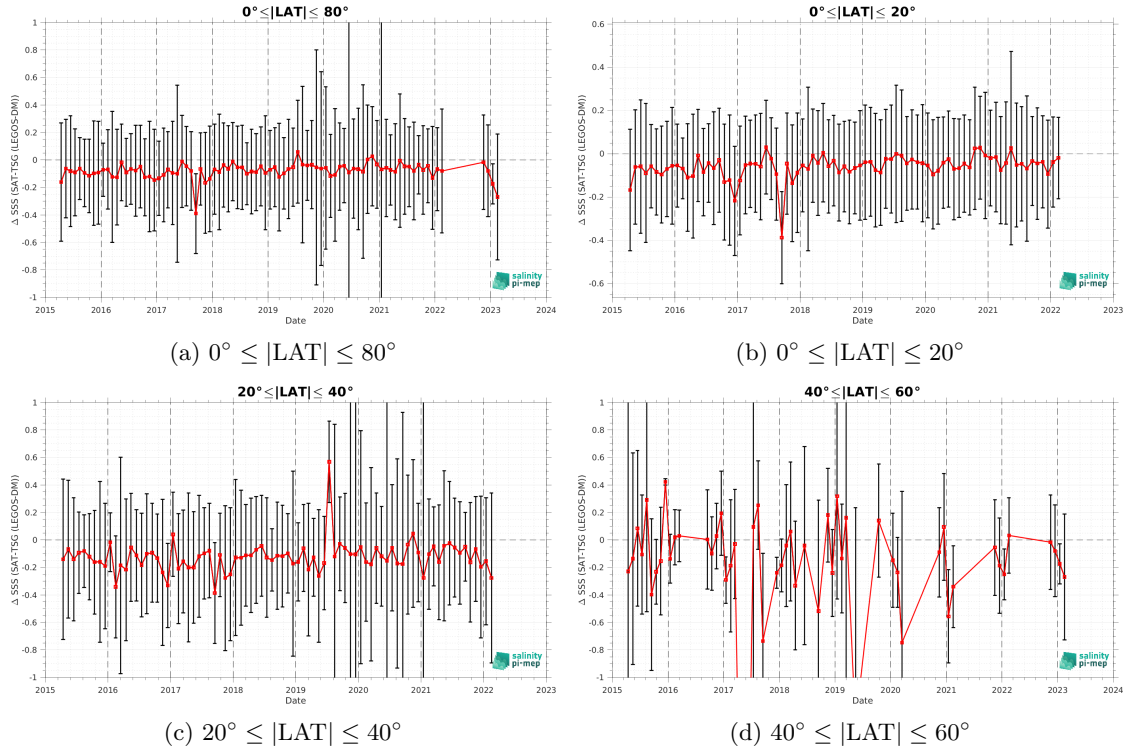 0°≤|LAT|≤ 80°
Δ SSS (SAT-TSG (LEGOS-DM))
1
0.8
0.6
0.4
0.2
0
-0.2
-0.4
-0.6
-0.8
-1
2015 2016 2017 2018 2019 2020 2021 2022 2023 2024
Date
salinity
pi-mep
(a) 0° ≤ |LAT| ≤ 80°
0°≤|LAT|≤ 20°
Δ SSS (SAT-TSG (LEGOS-DM))
0.6
0.4
0.2
0
-0.2
-0.4
-0.6
2015 2016 2017 2018 2019 2020 2021 2022 2023
Date
salinity
pi-mep
(b) 0° ≤ |LAT| ≤ 20°
20°≤|LAT|≤ 40°
Δ SSS (SAT-TSG (LEGOS-DM))
1
0.8
0.6
0.4
0.2
0
-0.2
-0.4
-0.6
-0.8
-1
2015 2016 2017 2018 2019 2020 2021 2022 2023
Date
salinity
pi-mep
(c) 20° ≤ |LAT| ≤ 40°
40°≤|LAT|≤ 60°
Δ SSS (SAT-TSG (LEGOS-DM))
1
0.8
0.6
0.4
0.2
0
-0.2
-0.4
-0.6
-0.8
-1
2015 2016 2017 2018 2019 2020 2021 2022 2023 2024
Date
salinity
pi-mep
(d) 40° ≤ |LAT| ≤ 60°